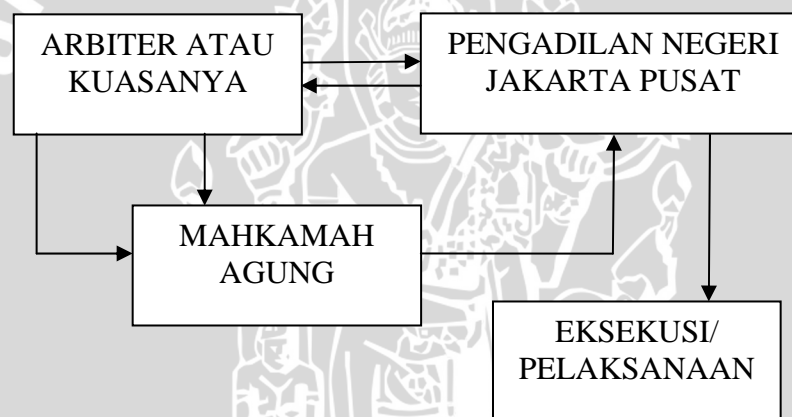 ARBITER ATAU
KUASANYA
PENGADILAN NEGERI
JAKARTA PUSAT
MAHKAMAH
AGUNG
EKSEKUSI/
PELAKSANAAN